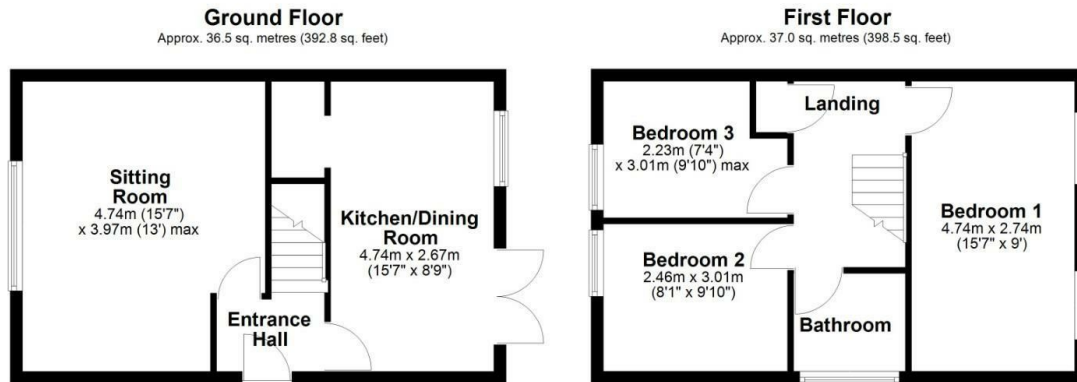 Ground Floor
Approx. 36.5 sq. metres (392.8 sq. feet)
Sitting
Room
4.74m (15'7")
x 3.97m (13') max
Kitchen/Dining
Room
4.74m x 2.67m
(15'7" x 8'9")
Entrance
Hall
First Floor
Approx. 37.0 sq. metres (398.5 sq. feet)
Landing
Bedroom 3
2.23m (7'4")
x 3.01m (9'10") max
Bedroom 1
4.74m x 2.74m
(15'7" x 9')
Bedroom 2
2.46m x 3.01m
(8'1" x 9'10")
Bathroom